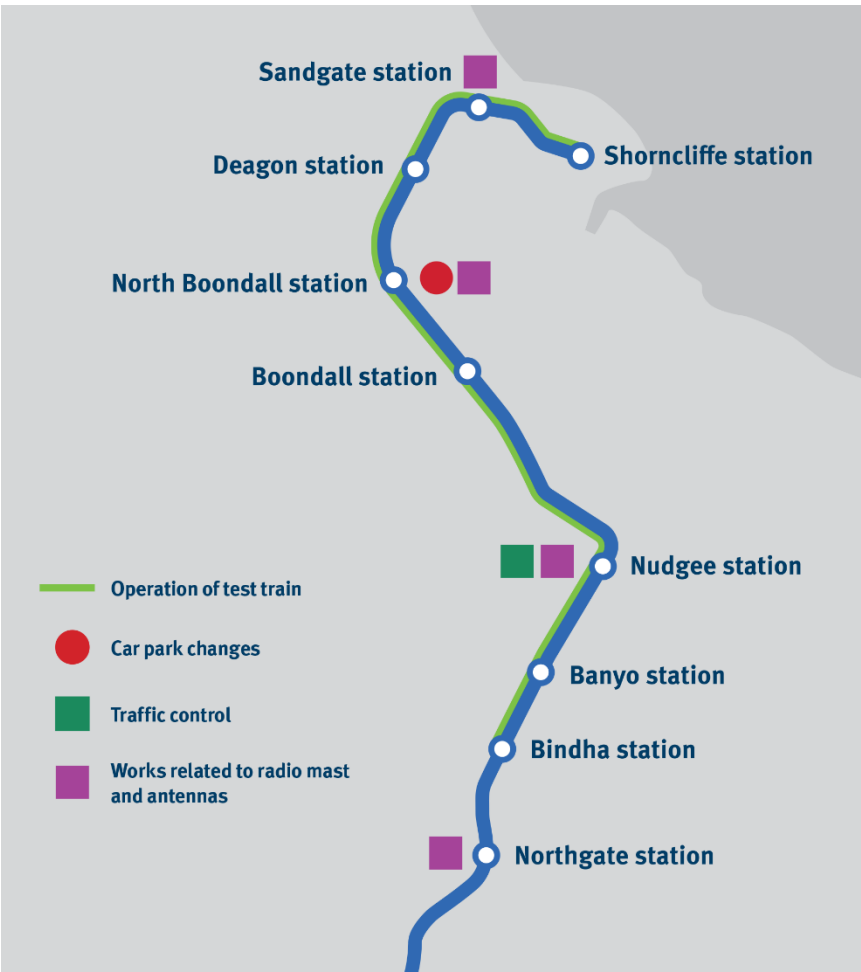 Sandgate station
Shorncliffe station
Deagon station
North Boondall station
Boondall station
Nudgee station
Operation of test train
Car park changes
Banyo station
Traffic control
Bindha station
Works related to radio mast
and antennas
Northgate station